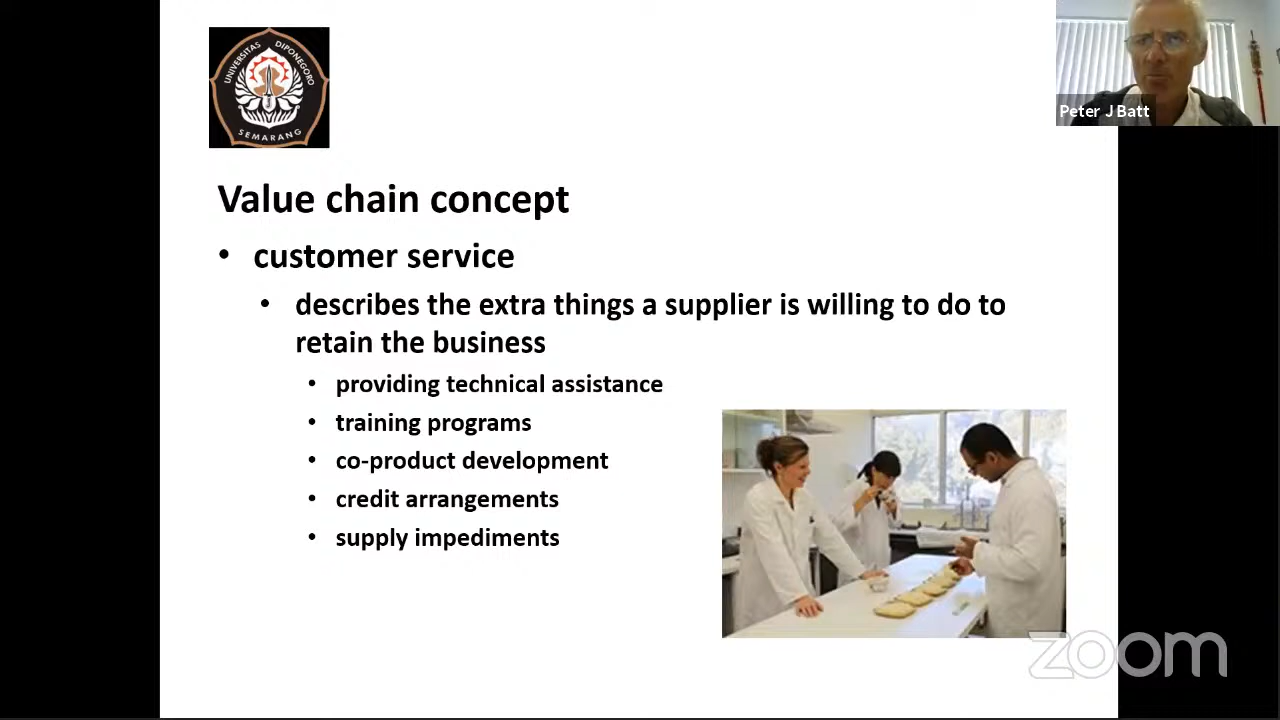 UNIVERSITAS DIPONEGORO
SEMARANG
Peter J Batt
Value chain concept
• customer service
• describes the extra things a supplier is willing to do to
retain the business
• providing technical assistance
• training programs
• co-product development
• credit arrangements
• supply impediments
zoom